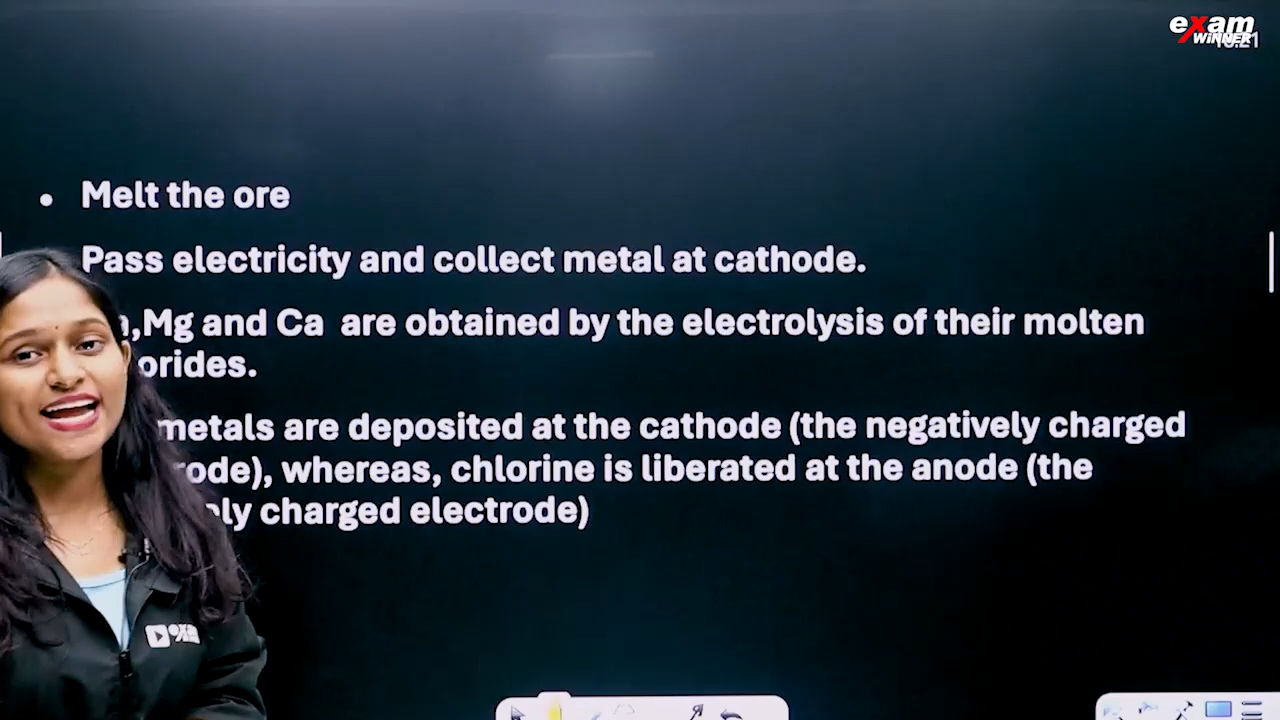 exam
WiNNER
Melt the ore
Pass electricity and collect metal at cathode.
,Mg and Ca are obtained by the electrolysis of their molten
orides.
metals are deposited at the cathode (the negatively charged
rode), whereas, chlorine is liberated at the anode (the
ely charged electrode)
exam